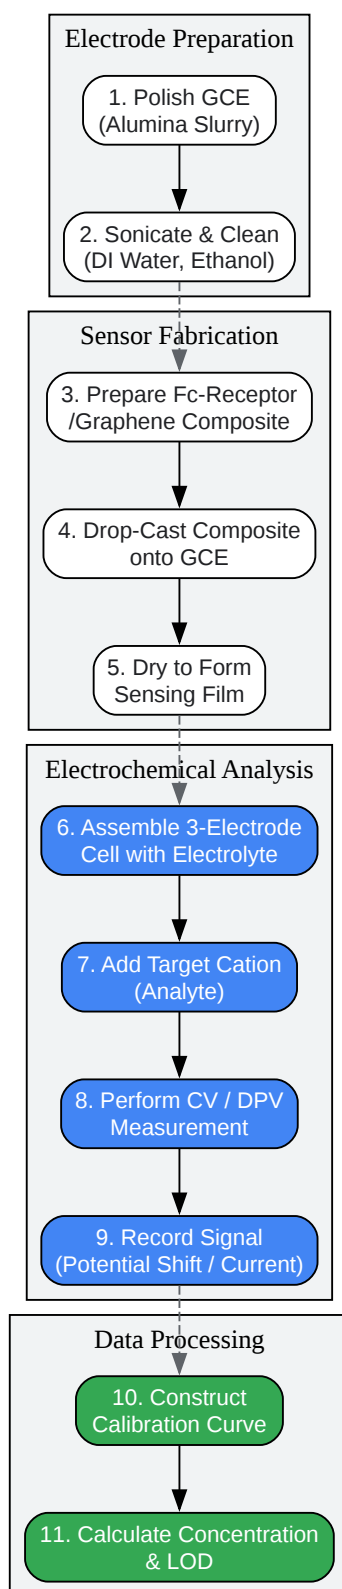 Electrode Preparation
1. Polish GCE
(Alumina Slurry)
2. Sonicate & Clean
(DI Water, Ethanol)
Sensor Fabrication
3. Prepare Fc-Receptor
/Graphene Composite
4. Drop-Cast Composite
onto GCE
5. Dry to Form
Sensing Film
Electrochemical Analysis
6. Assemble 3-Electrode
Cell with Electrolyte
7. Add Target Cation
(Analyte)
8. Perform CV / DPV
Measurement
9. Record Signal
(Potential Shift / Current)
Data Processing
10. Construct
Calibration Curve
11. Calculate Concentration
& LOD